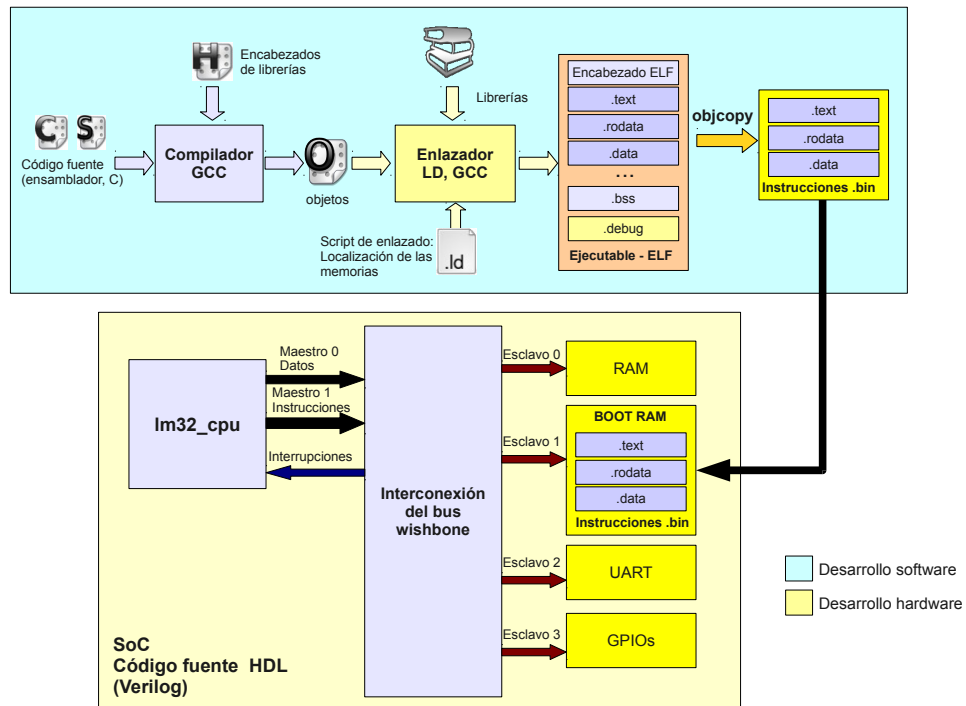 Encabezados
de librerías
H
Librerías
C S
Código fuente
(ensamblador, C)
Compilador
GCC
O
objetos
Enlazador
LD, GCC
Script de enlazado:
Localización de las
memorias
.ld
Encabezado ELF
.text
.rodata
.data
...
.bss
.debug
Ejecutable - ELF
objcopy
.text
.rodata
.data
Instrucciones .bin
lm32_cpu
Maestro 0
Datos
Maestro 1
Instrucciones
Interrupciones
Interconexión
del bus
wishbone
Esclavo 0
RAM
Esclavo 1
BOOT RAM
.text
.rodata
.data
Instrucciones .bin
Esclavo 2
UART
Esclavo 3
GPIOs
SoC
Código fuente HDL
(Verilog)
Desarrollo software
Desarrollo hardware